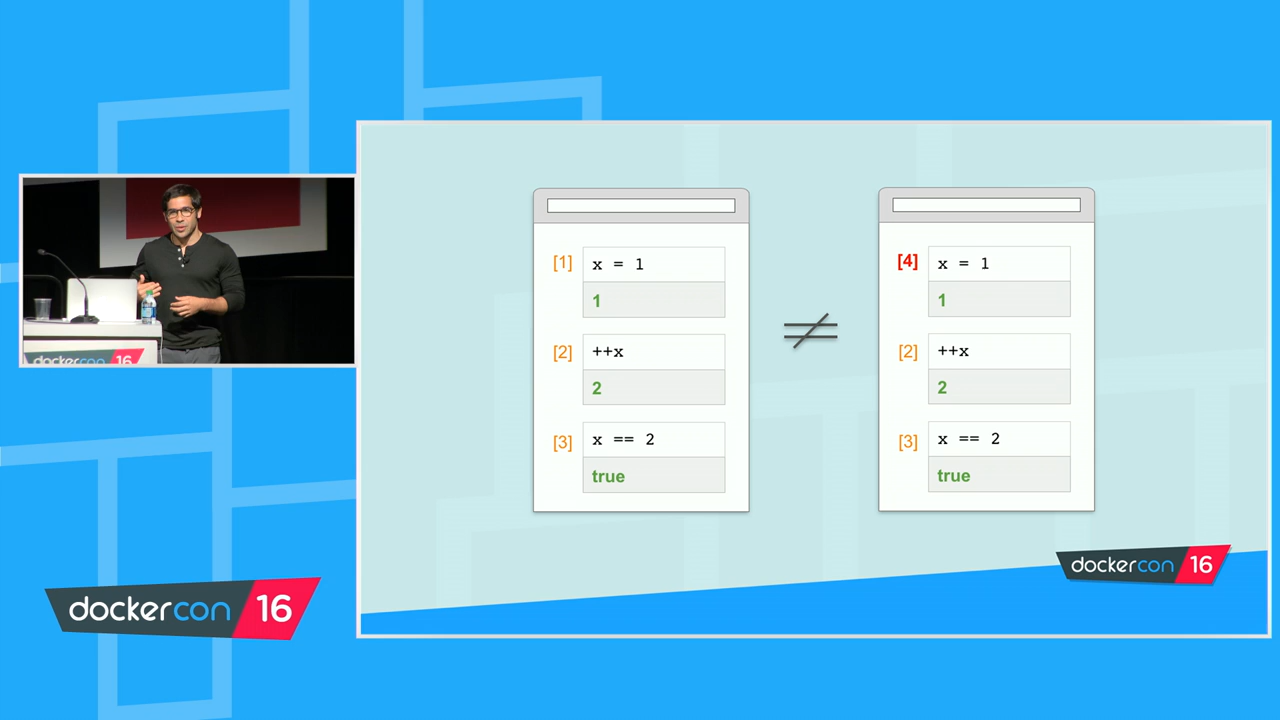 [1] x = 1
1
[2] ++x
2
[3] x == 2
true
≠
[4] x = 1
1
[2] ++x
2
[3] x == 2
true
dockercon 16
dockercon 16
dockercon 16